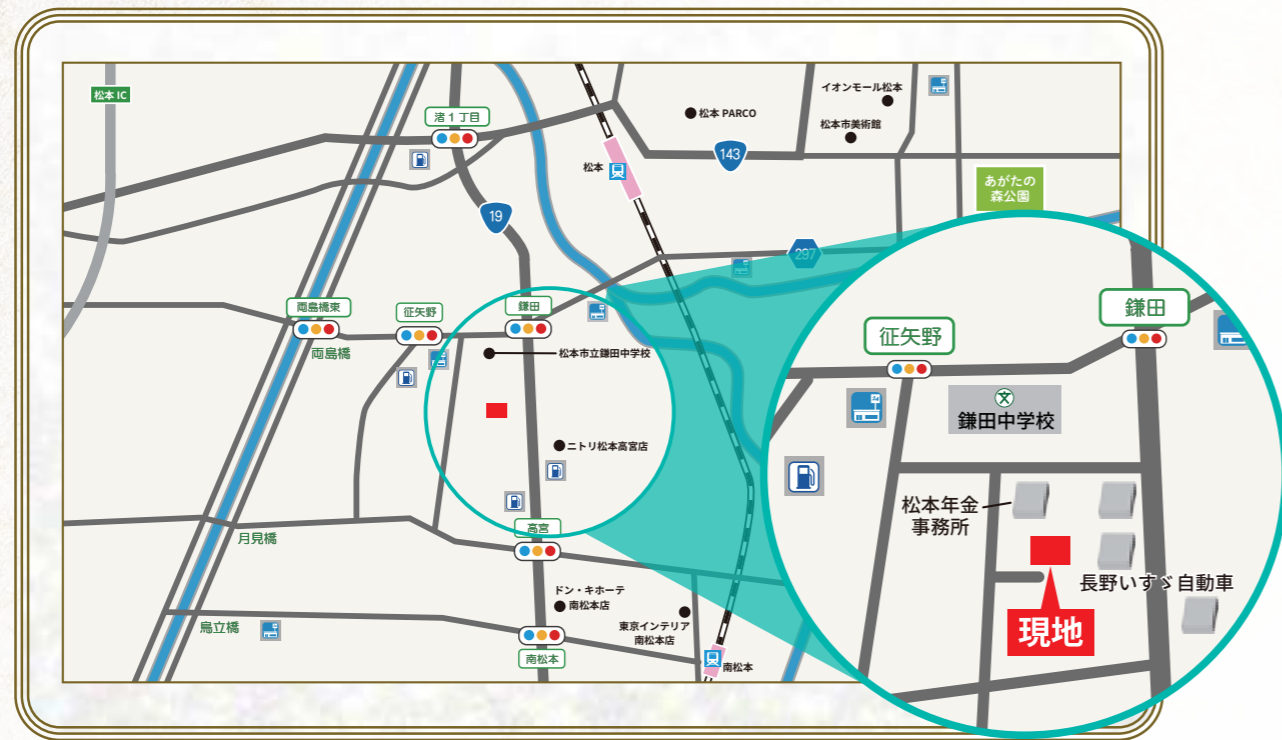 松本 IC
渚1丁目
松本 PARCO
イオンモール松本
松本市美術館
143
松本
あがたの
森公園
19
297
両島橋東
征矢野
鎌田
両島橋
松本市立鎌田中学校
ニトリ松本高宮店
高宮
月見橋
ドン・キホーテ
南松本店
東京インテリア
南松本店
鳥立橋
南松本
南松本
鎌田
征矢野
文
鎌田中学校
松本年金
事務所
長野いすゞ自動車
現地